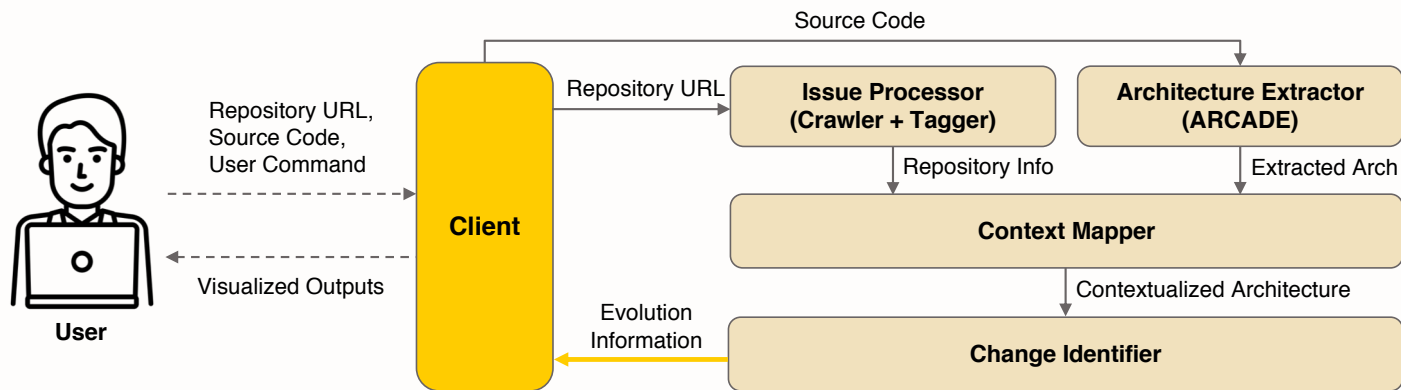 Source Code
Repository URL,
Source Code,
User Command
Repository URL
Issue Processor
(Crawler + Tagger)
Architecture Extractor
(ARCADE)
Repository Info
Extracted Arch
Client
Context Mapper
Visualized Outputs
Contextualized Architecture
User
Evolution
Information
Change Identifier